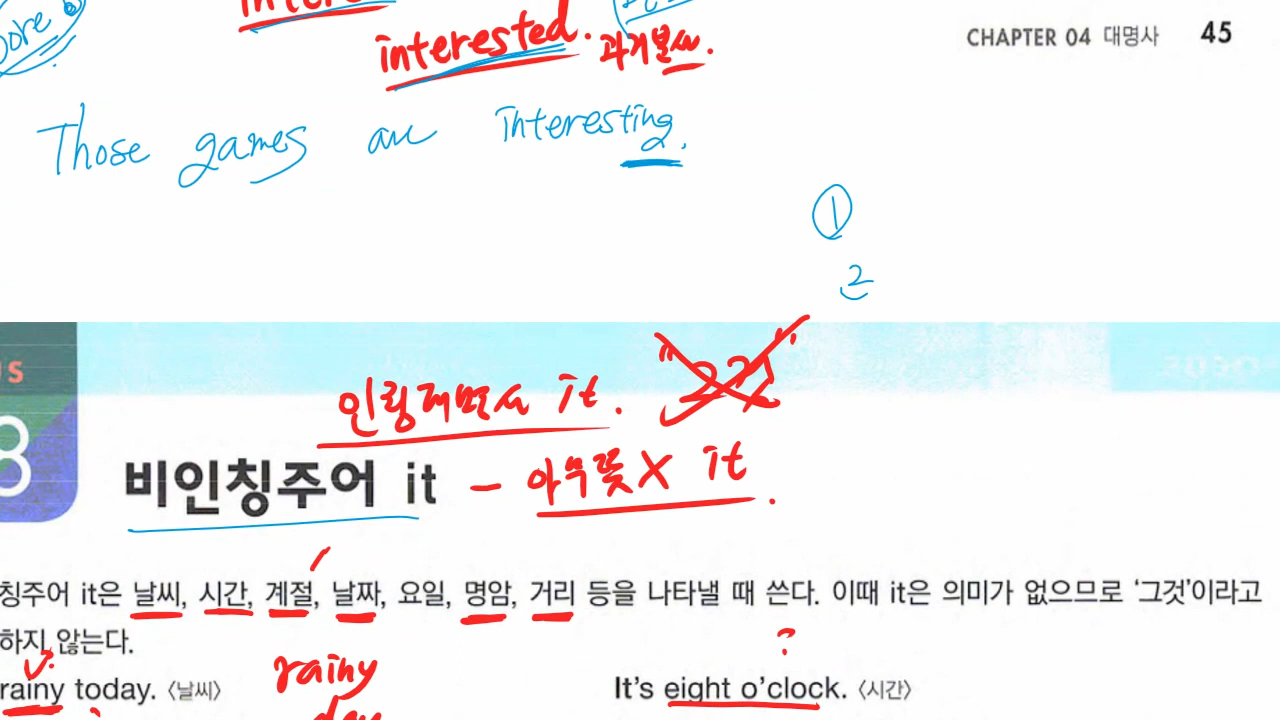 interested. 과거분사.
CHAPTER 04 대명사 45
Those games are interesting.
①
2
인칭대명사 it.
비인칭주어 it - 아무뜻X it.
칭주어 it은 날씨, 시간, 계절, 날짜, 요일, 명암, 거리 등을 나타낼 때 쓴다. 이때 it은 의미가 없으므로 ‘그것’이라고
하지 않는다.
?
rainy today. 〈날씨〉
rainy
day
It's eight o'clock. 〈시간〉